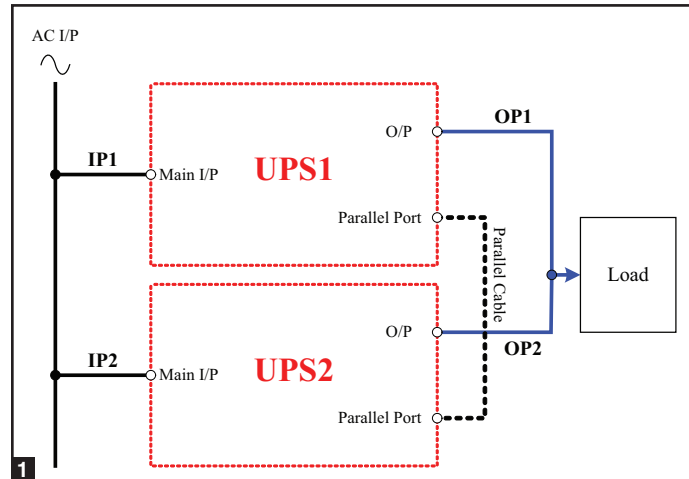 AC I/P
IP1
Main I/P
UPS1
O/P
OP1
Parallel Port
Parallel Cable
Load
IP2
Main I/P
UPS2
O/P
OP2
Parallel Port
1